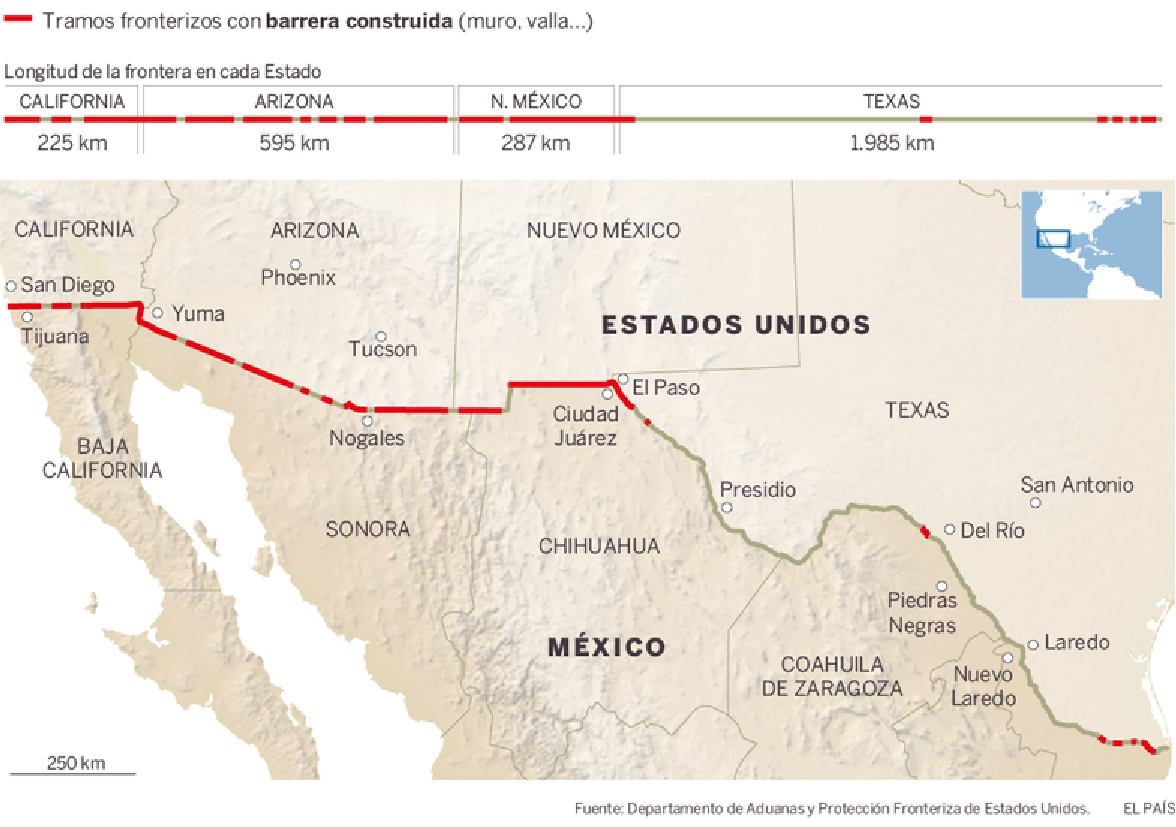 Tramos fronterizos con barrera construida (muro, valla...)
Longitud de la frontera en cada Estado
CALIFORNIA ARIZONA N. MÉXICO TEXAS
225 km 595 km 287 km 1.985 km
CALIFORNIA ARIZONA NUEVO MÉXICO
Phoenix
San Diego
Yuma
ESTADOS UNIDOS
Tijuana
Tucson
El Paso
TEXAS
Ciudad
Juárez
Nogales
BAJA
CALIFORNIA
Presidio
San Antonio
SONORA
Del Río
CHIHUAHUA
Piedras
Negras
MÉXICO
Laredo
COAHUILA
DE ZARAGOZA
Nuevo
Laredo
250 km
Fuente: Departamento de Aduanas y Protección Fronteriza de Estados Unidos. EL PAÍS